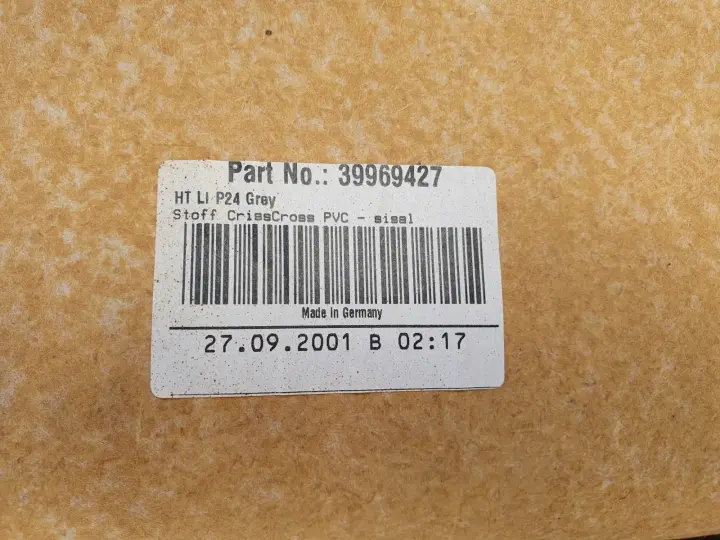 Part No.: 39969427
HT LI P24 Grey
Stoff CrissCross PVC - sisal
Made in Germany
27.09.2001 B 02:17